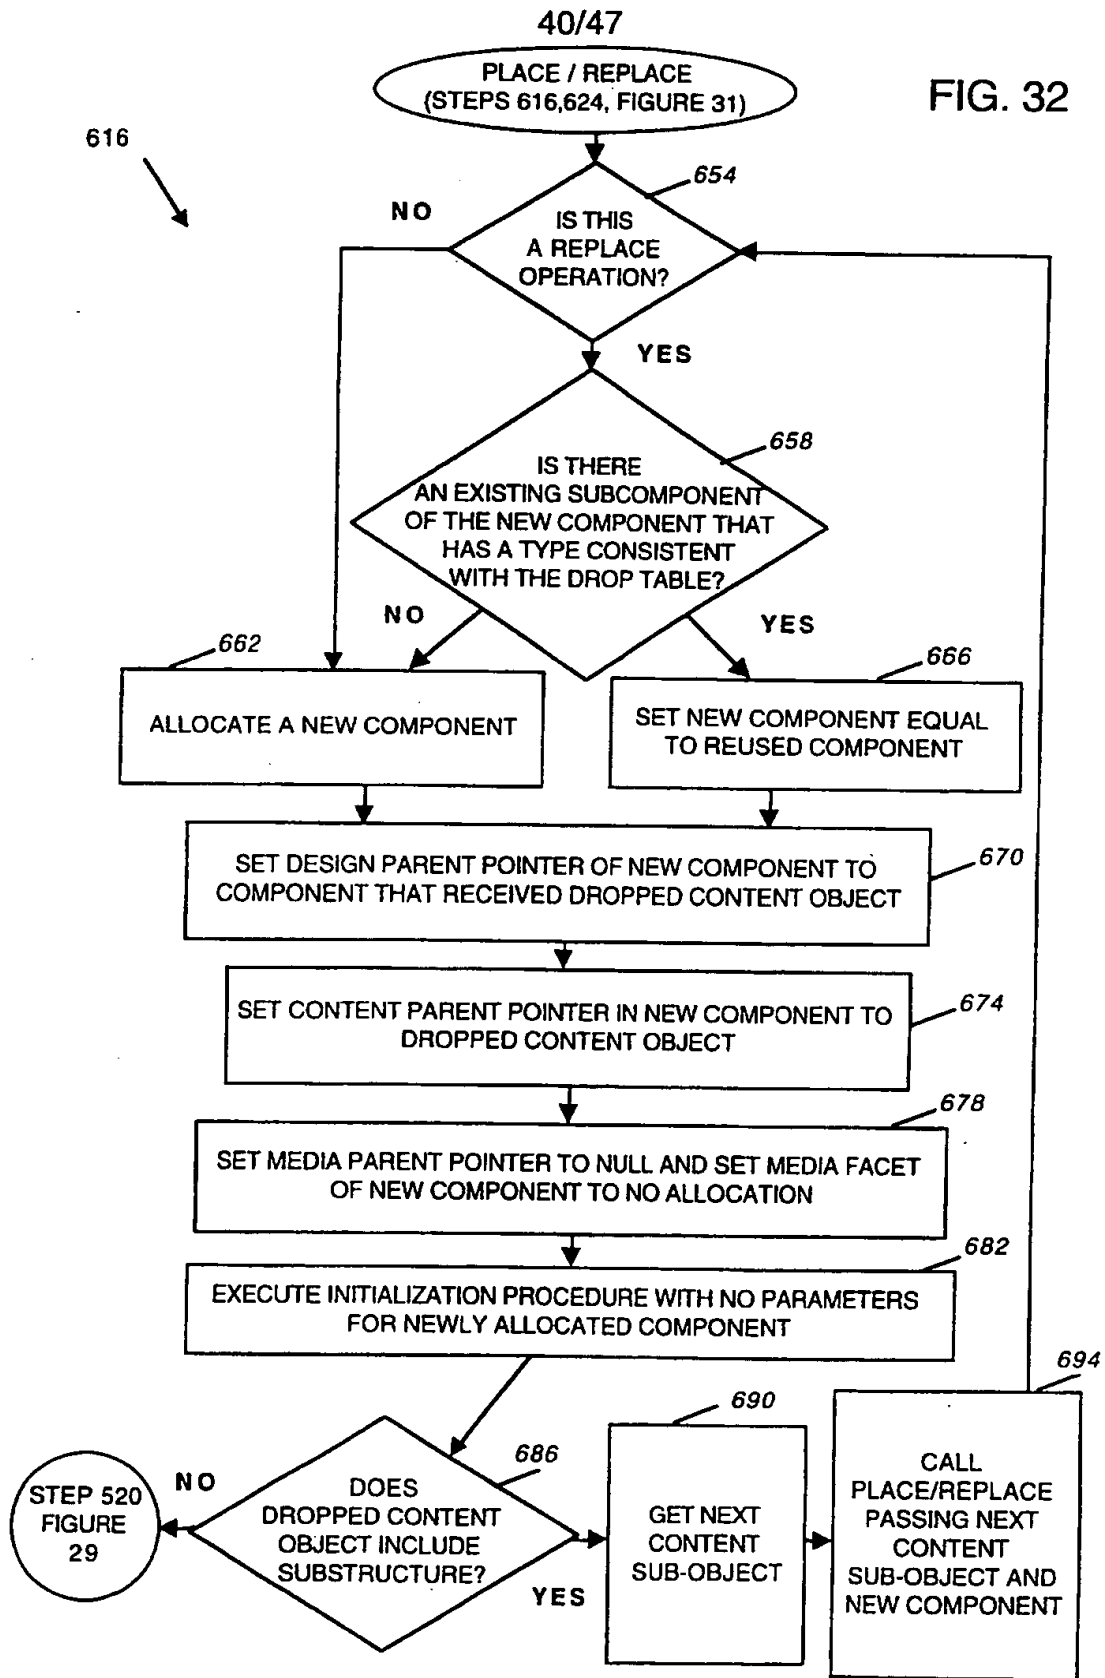 40/47
PLACE / REPLACE
(STEPS 616,624, FIGURE 31)
FIG. 32
616
654
NO
IS THIS
A REPLACE
OPERATION?
YES
658
IS THERE
AN EXISTING SUBCOMPONENT
OF THE NEW COMPONENT THAT
HAS A TYPE CONSISTENT
WITH THE DROP TABLE?
NO
YES
662
666
ALLOCATE A NEW COMPONENT
SET NEW COMPONENT EQUAL
TO REUSED COMPONENT
670
SET DESIGN PARENT POINTER OF NEW COMPONENT TO
COMPONENT THAT RECEIVED DROPPED CONTENT OBJECT
674
SET CONTENT PARENT POINTER IN NEW COMPONENT TO
DROPPED CONTENT OBJECT
678
SET MEDIA PARENT POINTER TO NULL AND SET MEDIA FACET
OF NEW COMPONENT TO NO ALLOCATION
682
EXECUTE INITIALIZATION PROCEDURE WITH NO PARAMETERS
FOR NEWLY ALLOCATED COMPONENT
686
NO
STEP 520
FIGURE
29
DOES
DROPPED CONTENT
OBJECT INCLUDE
SUBSTRUCTURE?
YES
690
GET NEXT
CONTENT
SUB-OBJECT
694
CALL
PLACE/REPLACE
PASSING NEXT
CONTENT
SUB-OBJECT AND
NEW COMPONENT